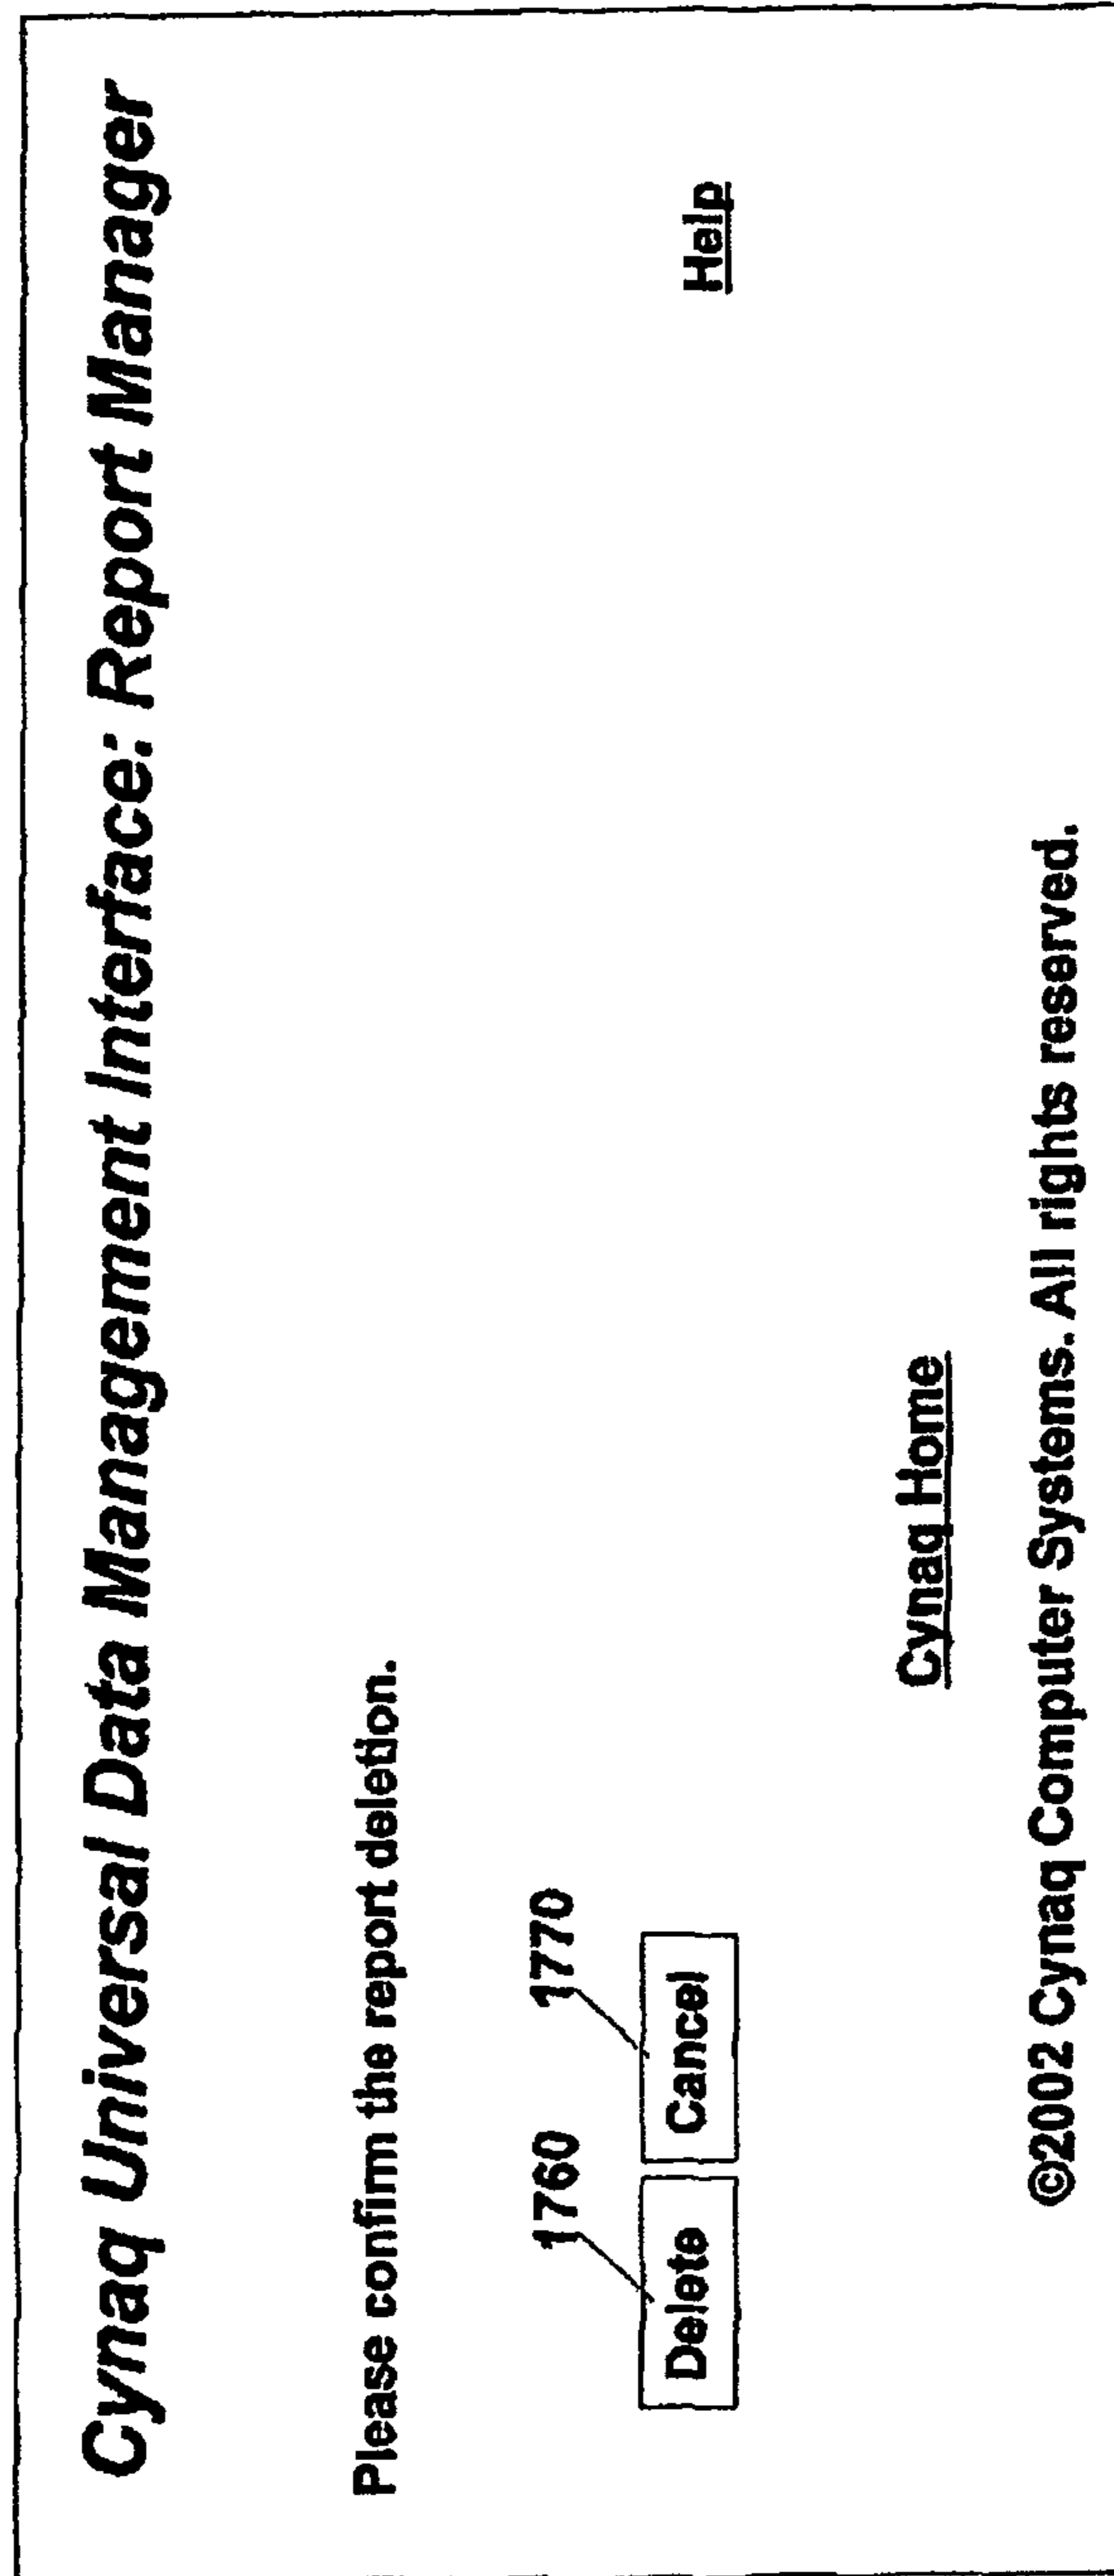 Cynaq Universal Data Management Interface: Report Manager
Please confirm the report deletion.
1760 1770
Delete Cancel
Help
Cynaq Home
©2002 Cynaq Computer Systems. All rights reserved.